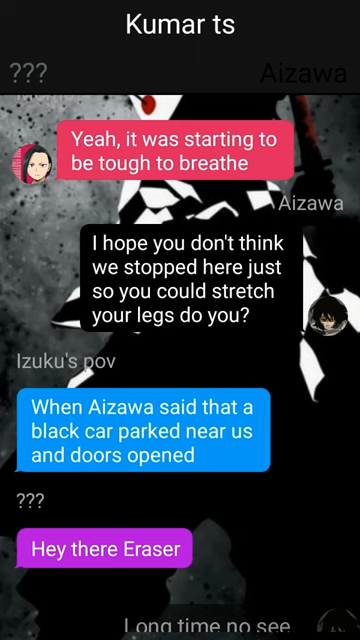 Kumar ts
??? Aizawa
Yeah, it was starting to
be tough to breathe
Aizawa
I hope you don't think
we stopped here just
so you could stretch
your legs do you?
Izuku's pov
When Aizawa said that a
black car parked near us
and doors opened
???
Hey there Eraser
Long time no see